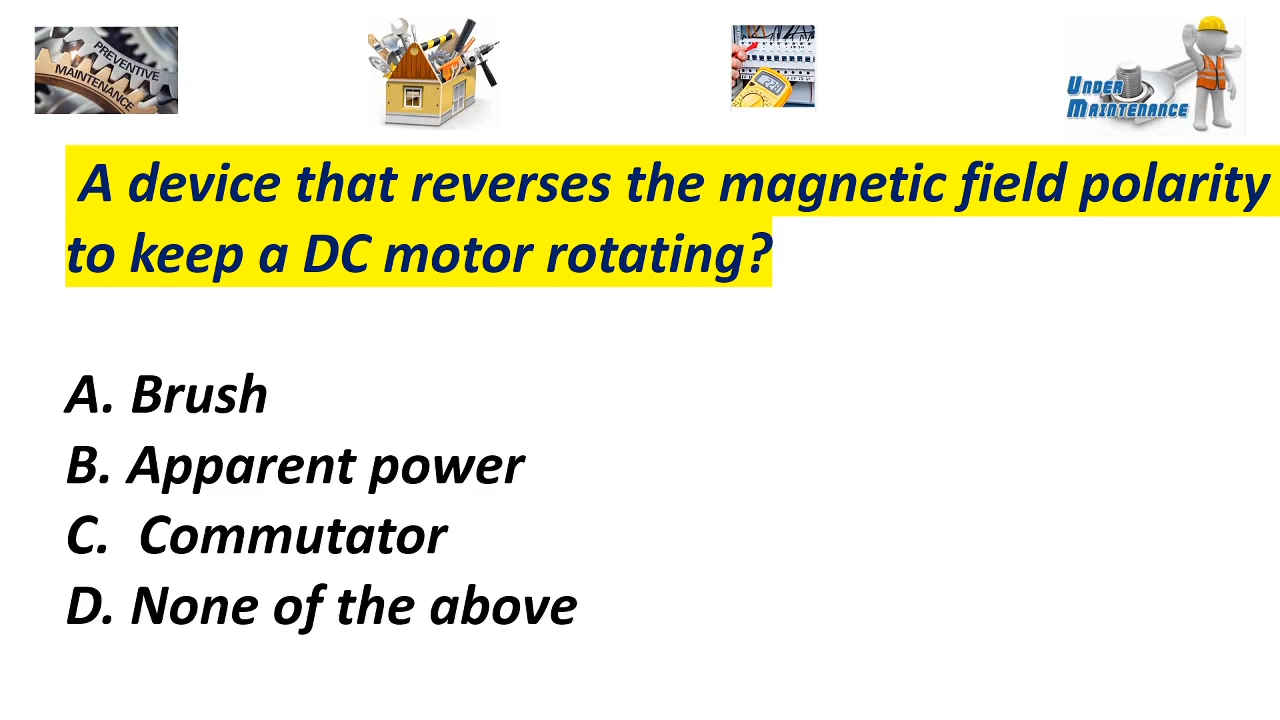 PREVENTIVE
MAINTENANCE
UNDER
MAINTENANCE
A device that reverses the magnetic field polarity
to keep a DC motor rotating?
A. Brush
B. Apparent power
C. Commutator
D. None of the above